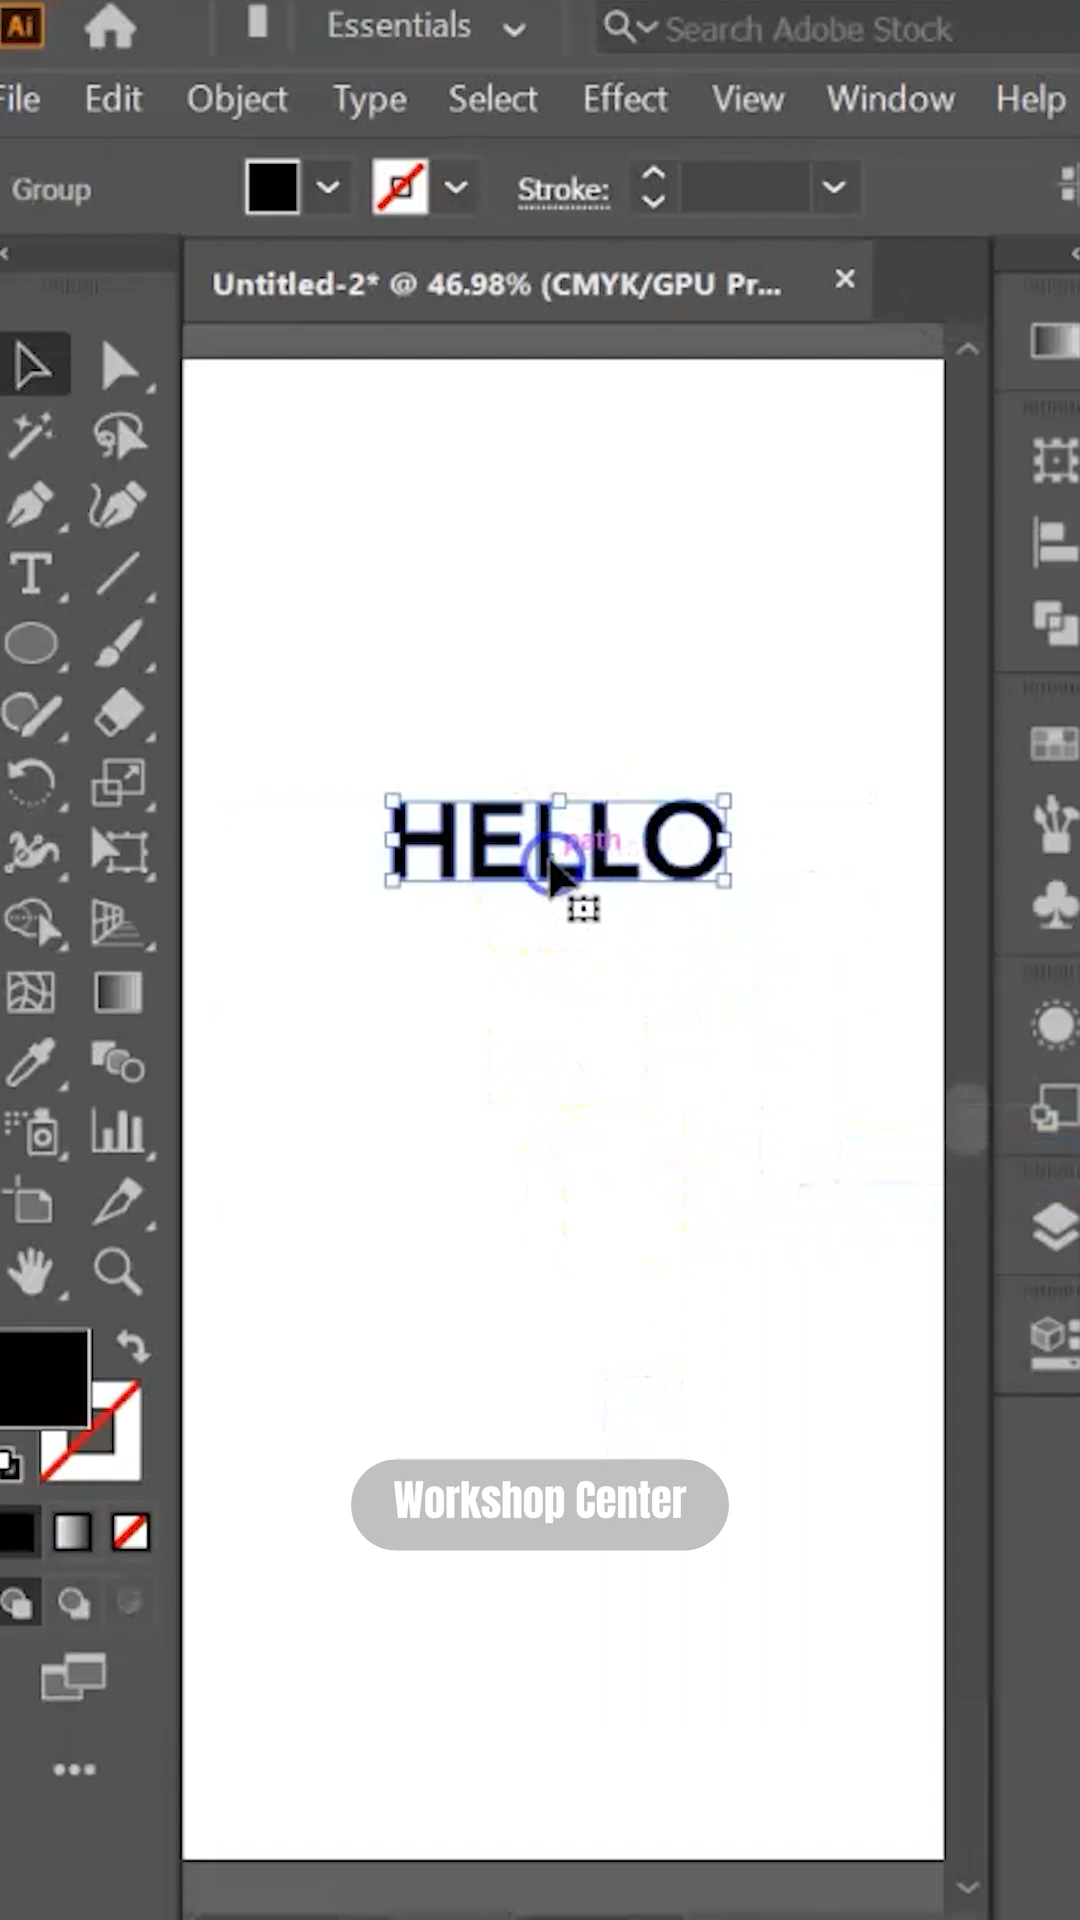 Ai
Essentials
Search Adobe Stock
File Edit Object Type Select Effect View Window Help
Group
Stroke:
Untitled-2* @ 46.98% (CMYK/GPU Pr...
HELLO
path
Workshop Center